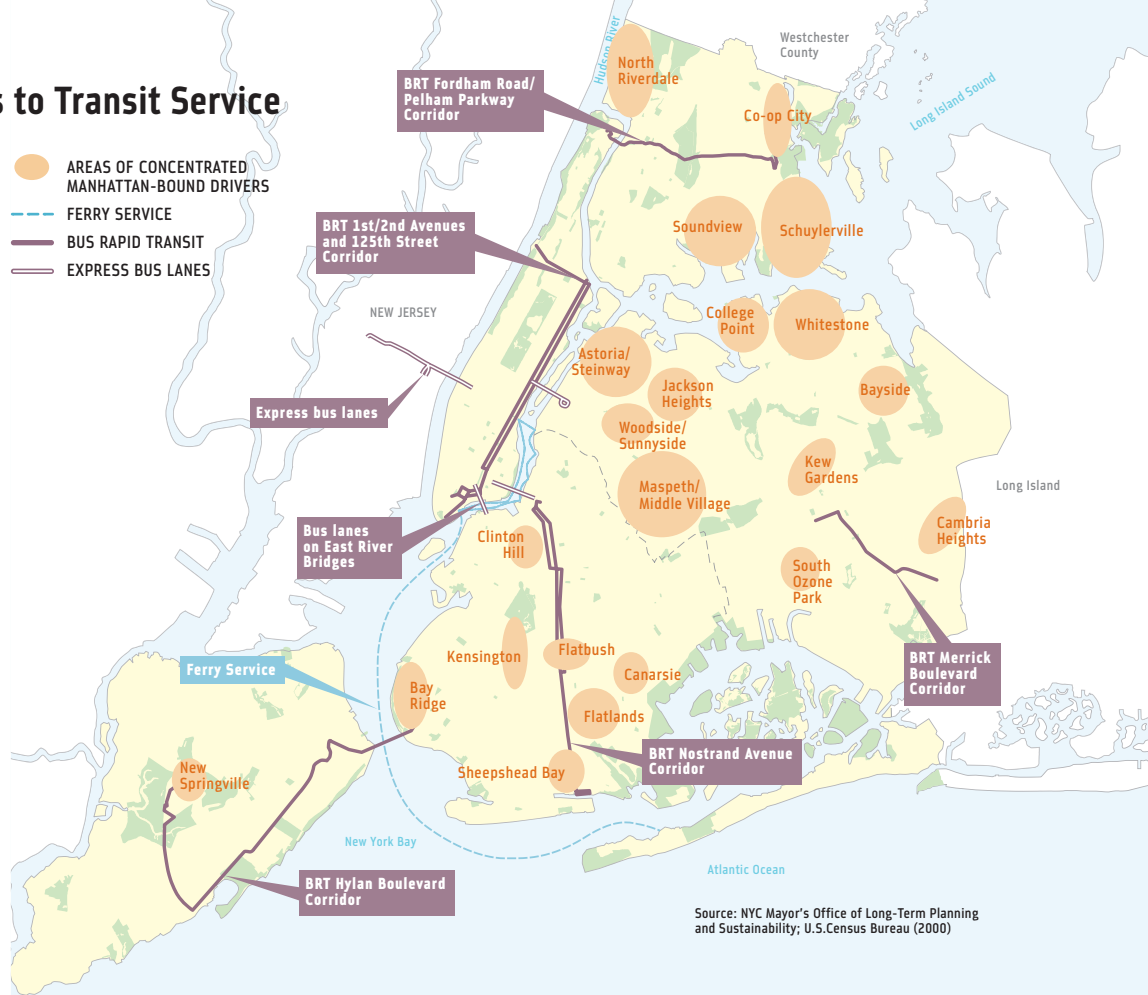 s to Transit Service
AREAS OF CONCENTRATED
MANHATTAN-BOUND DRIVERS
FERRY SERVICE
BUS RAPID TRANSIT
EXPRESS BUS LANES
Hudson River
Westchester
County
Long Island Sound
North
Riverdale
BRT Fordham Road/
Pelham Parkway
Corridor
Co-op City
BRT 1st/2nd Avenues
and 125th Street
Corridor
Soundview
Schuylerville
NEW JERSEY
College
Point
Whitestone
Astoria/
Steinway
Jackson
Heights
Bayside
Express bus lanes
Woodside/
Sunnyside
Kew
Gardens
Maspeth/
Middle Village
Long Island
Cambria
Heights
Bus lanes
on East River
Bridges
Clinton
Hill
South
Ozone
Park
Kensington
Flatbush
Ferry Service
Canarsie
BRT Merrick
Boulevard
Corridor
Bay
Ridge
Flatlands
BRT Nostrand Avenue
Corridor
New
Springville
Sheepshead Bay
New York Bay
Atlantic Ocean
BRT Hylan Boulevard
Corridor
Source: NYC Mayor's Office of Long-Term Planning
and Sustainability; U.S.Census Bureau (2000)